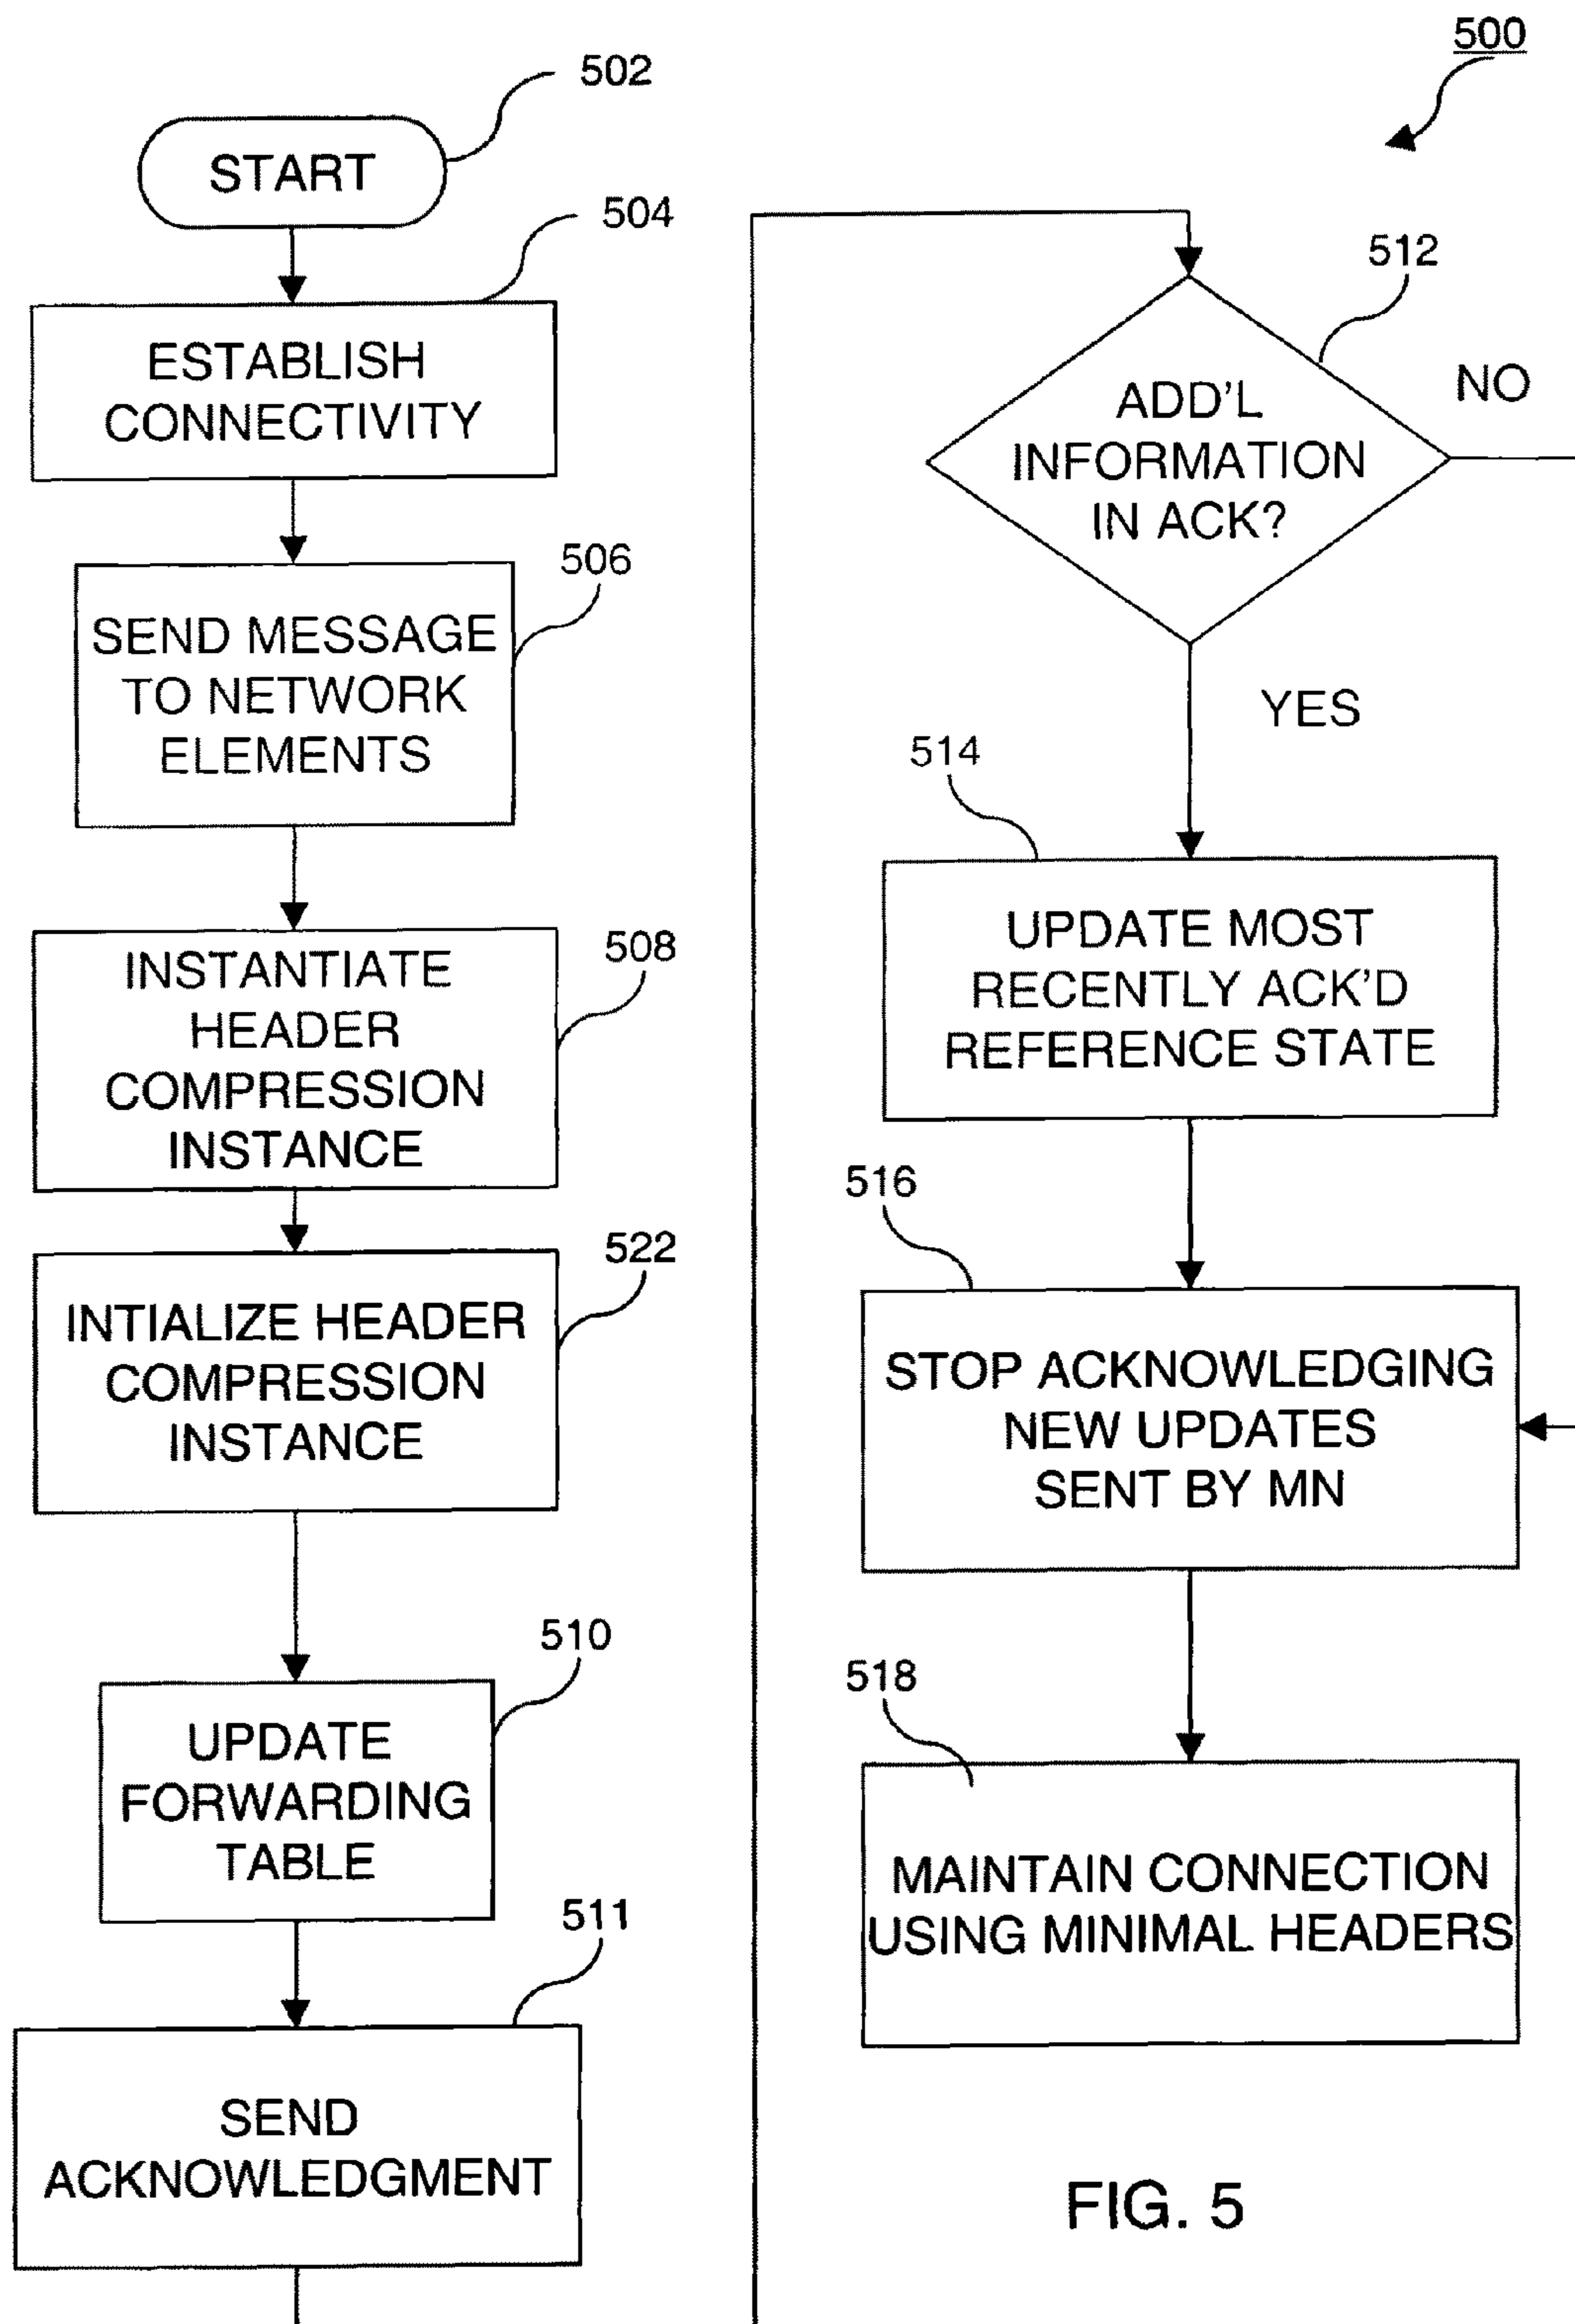 500
502
START
504
ESTABLISH
CONNECTIVITY
506
SEND MESSAGE
TO NETWORK
ELEMENTS
508
INSTANTIATE
HEADER
COMPRESSION
INSTANCE
522
INTIALIZE HEADER
COMPRESSION
INSTANCE
510
UPDATE
FORWARDING
TABLE
511
SEND
ACKNOWLEDGMENT
512
ADD'L
INFORMATION
IN ACK?
NO
YES
514
UPDATE MOST
RECENTLY ACK'D
REFERENCE STATE
516
STOP ACKNOWLEDGING
NEW UPDATES
SENT BY MN
518
MAINTAIN CONNECTION
USING MINIMAL HEADERS
FIG. 5